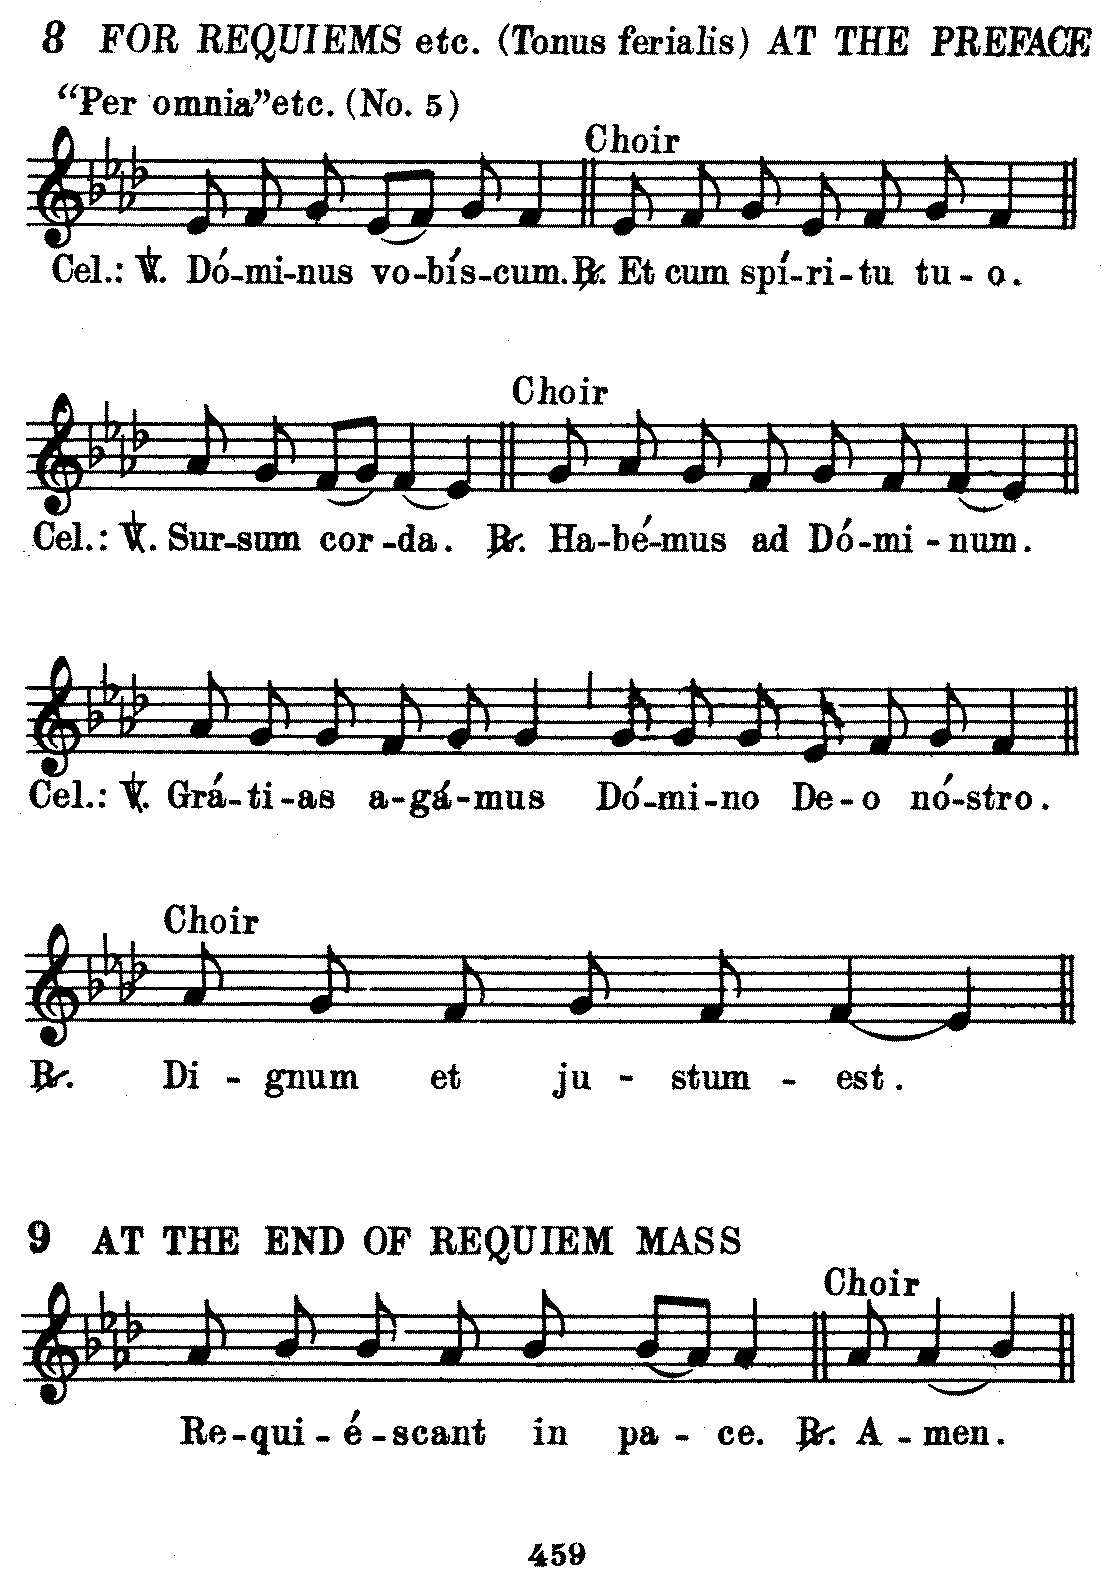 8 FOR REQUIEMS etc. (Tonus ferialis) AT THE PREFACE
"Per omnia" etc. (No. 5)
Choir
Cel.: ℣. Dó-mi-nus vo-bís-cum. ℟. Et cum spí-ri-tu tu-o.
Choir
Cel.: ℣. Sur-sum cor-da. ℟. Ha-bé-mus ad Dó-mi-num.
Cel.: ℣. Grá-ti-as a-gá-mus Dó-mi-no De-o nó-stro.
Choir
℟. Di-gnum et ju-stum-est.
9 AT THE END OF REQUIEM MASS
Choir
Re-qui-é-scant in pa-ce. ℟. A-men.
459